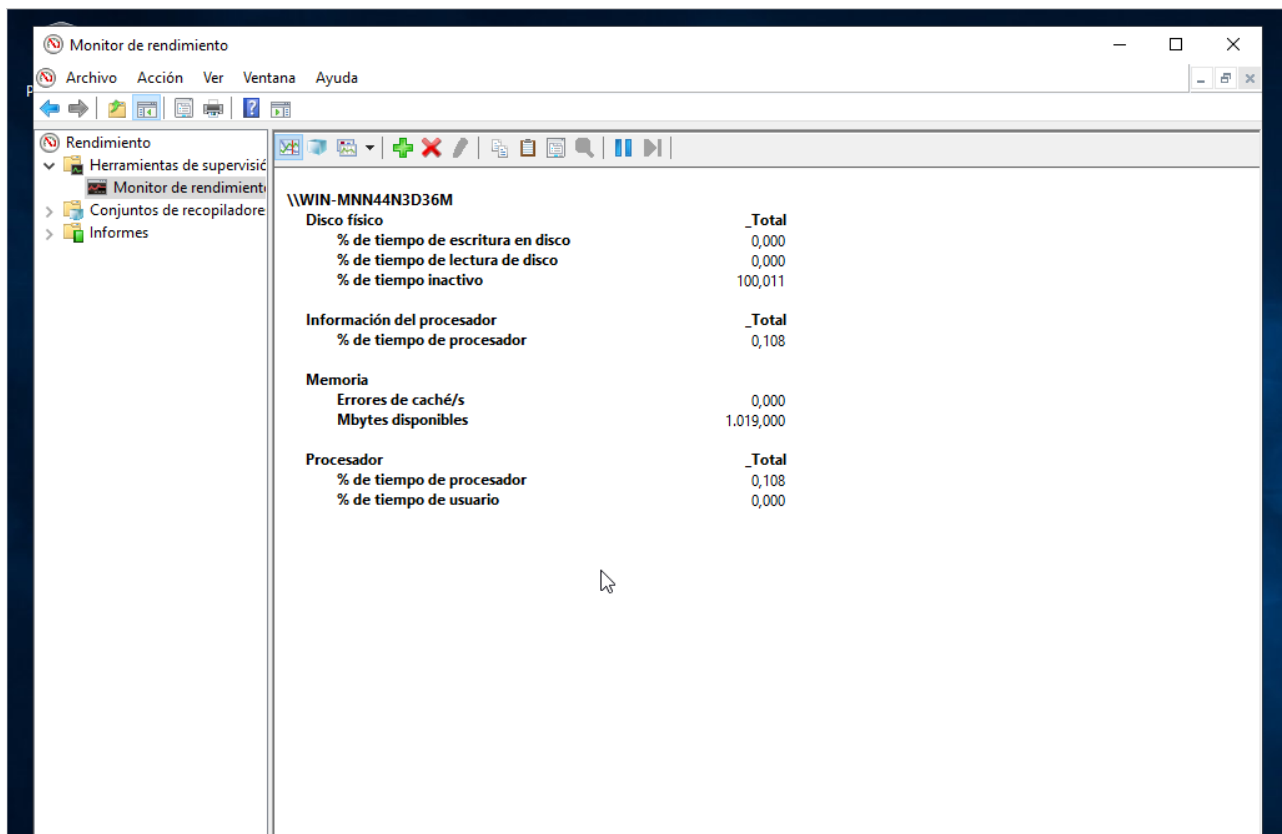 Monitor de rendimiento
Archivo Acción Ver Ventana Ayuda
P
Rendimiento
Herramientas de supervisió
Monitor de rendimiento
Conjuntos de recopiladore
Informes
\\WIN-MNN44N3D36M
Disco físico _Total
% de tiempo de escritura en disco 0,000
% de tiempo de lectura de disco 0,000
% de tiempo inactivo 100,011
Información del procesador _Total
% de tiempo de procesador 0,108
Memoria
Errores de caché/s 0,000
Mbytes disponibles 1.019,000
Procesador _Total
% de tiempo de procesador 0,108
% de tiempo de usuario 0,000